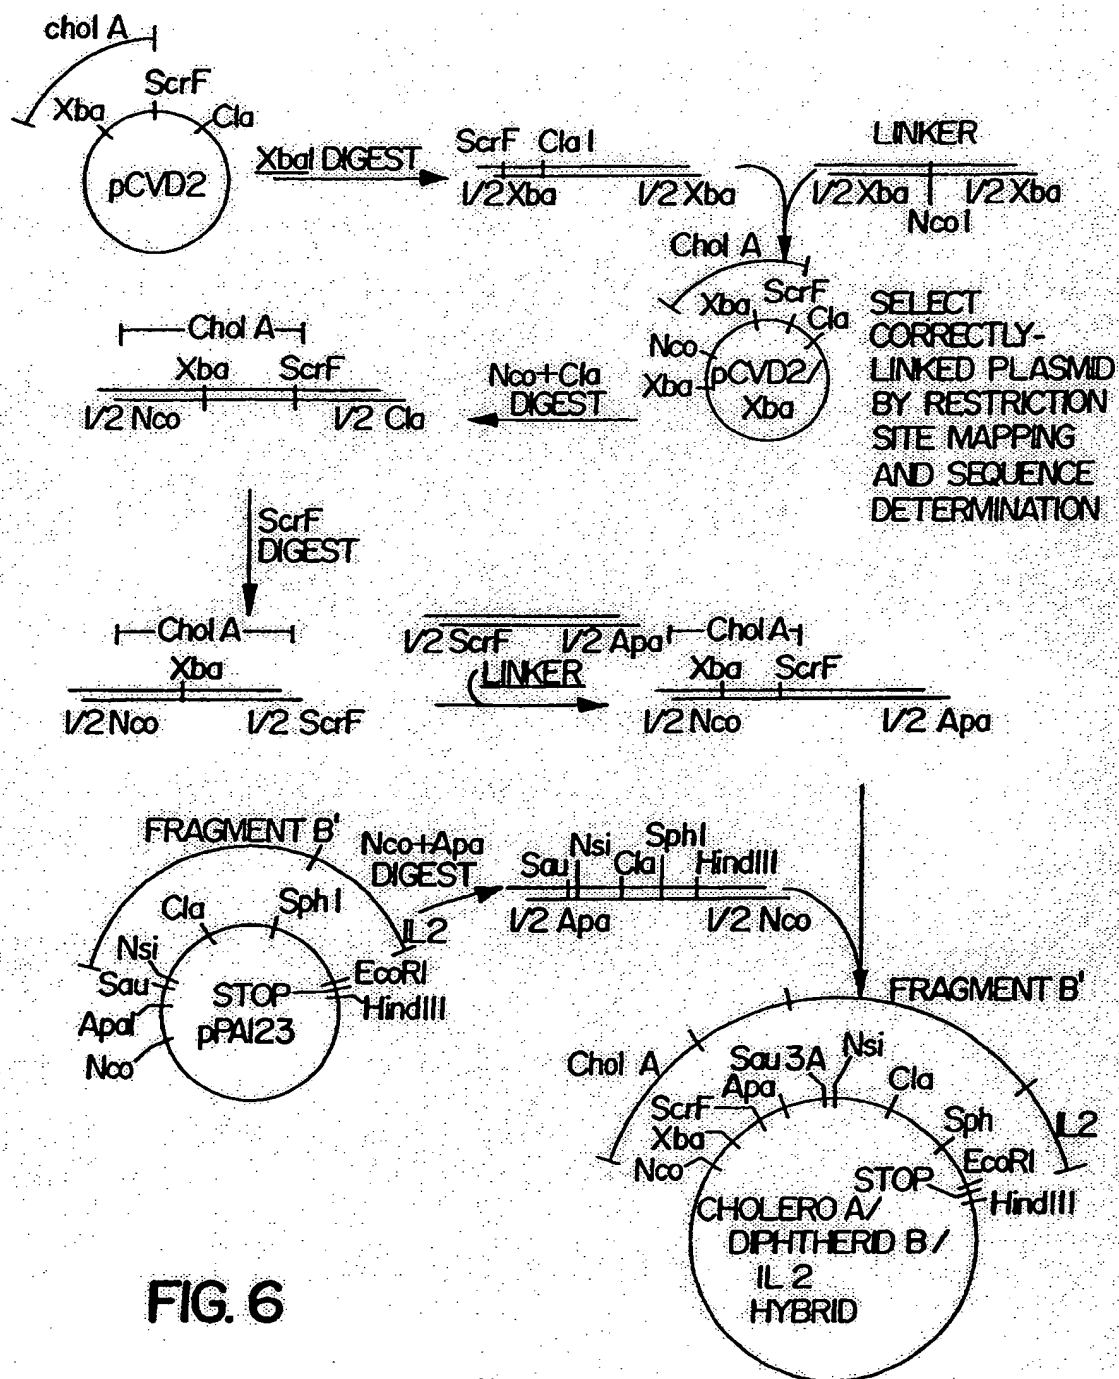 chol A
ScrF
Xba
Cla
pCVD2
XbaI DIGEST
ScrF Cla I
1/2 Xba 1/2 Xba
LINKER
1/2 Xba 1/2 Xba
Nco I
Chol A
Xba ScrF
Cla
Nco
Xba
pCVD2/
Xba
SELECT
CORRECTLY-
LINKED PLASMID
BY RESTRICTION
SITE MAPPING
AND SEQUENCE
DETERMINATION
Nco+Cla
DIGEST
Chol A
Xba ScrF
1/2 Nco 1/2 Cla
ScrF
DIGEST
Chol A
Xba
1/2 Nco 1/2 ScrF
1/2 ScrF 1/2 Apa
LINKER
Chol A
Xba ScrF
1/2 Nco 1/2 Apa
FRAGMENT B'
Cla
Sph I
IL2
Nsi
Sau
ApaI
Nco
STOP
EcoRI
HindIII
pPA123
Nco+Apa
DIGEST
Sau Nsi Cla SphI HindIII
1/2 Apa 1/2 Nco
FRAGMENT B'
Chol A
Sau 3A
Nsi
Apa
Cla
ScrF
Xba
Nco
Sph
IL2
EcoRI
STOP
HindIII
CHOLERO A/
DIPHTHERID B/
IL 2
HYBRID
FIG. 6